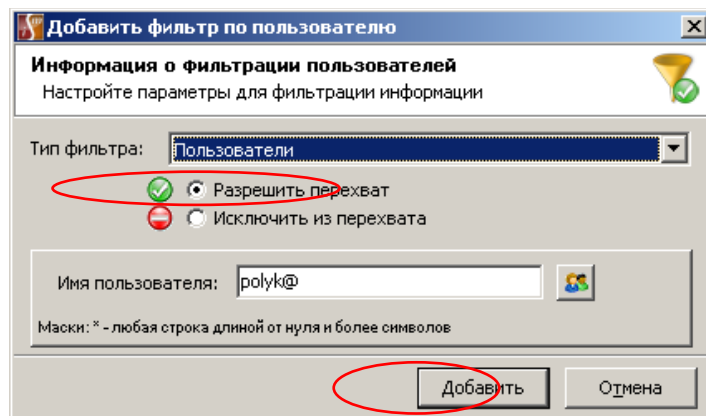 Добавить фильтр по пользователю
Информация о фильтрации пользователей
Настройте параметры для фильтрации информации
Тип фильтра: Пользователи
Разрешить перехват
Исключить из перехвата
Имя пользователя: polyk@
Маски: * - любая строка длиной от нуля и более символов
Добавить Отмена